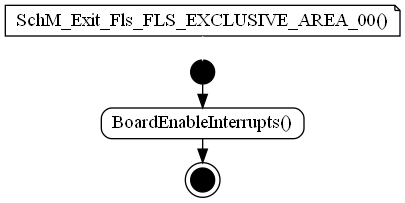 SchM_Exit_Fls_FLS_EXCLUSIVE_AREA_00()
BoardEnableInterrupts()